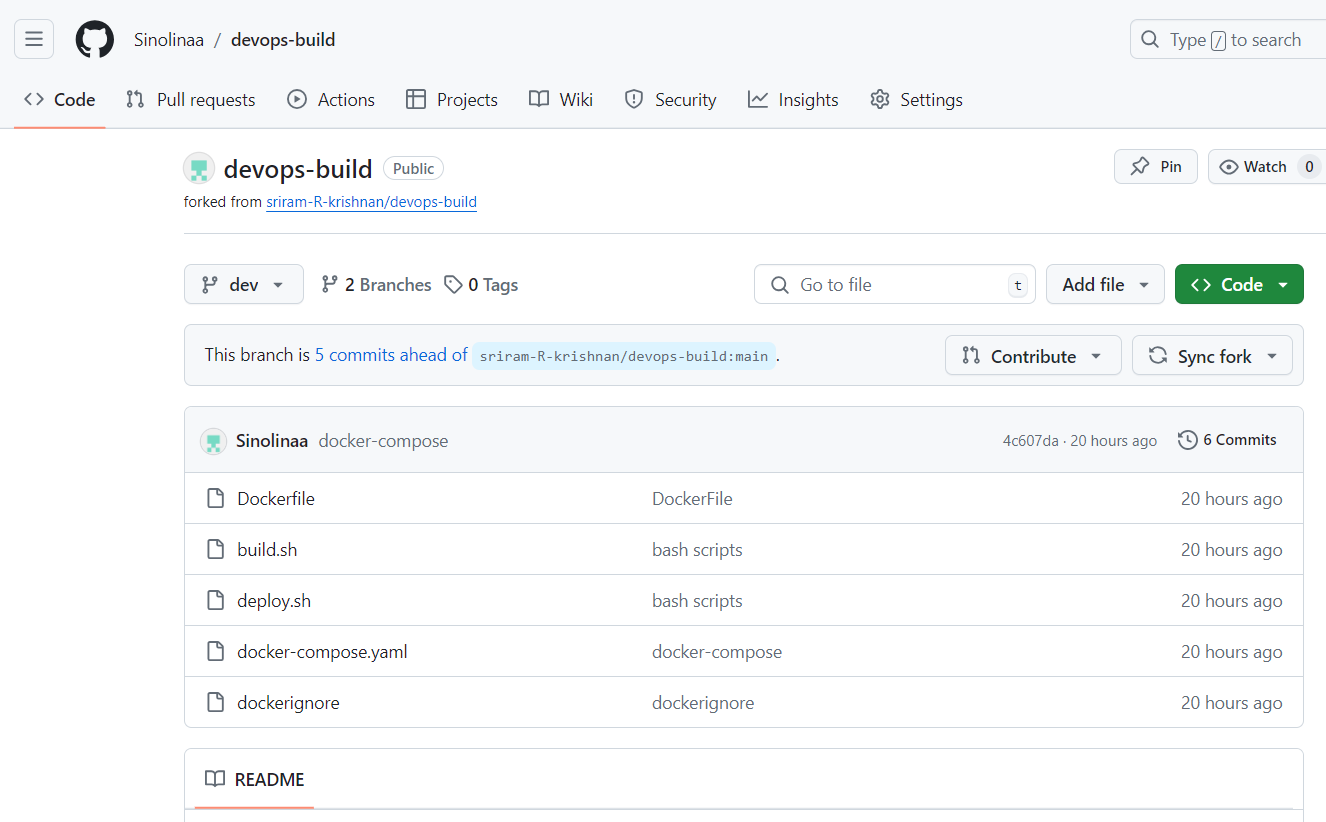 Sinolinaa / devops-build
Type / to search
Code Pull requests Actions Projects Wiki Security Insights Settings
devops-build Public
Pin Watch 0
forked from sriram-R-krishnan/devops-build
dev 2 Branches 0 Tags Go to file t Add file Code
This branch is 5 commits ahead of sriram-R-krishnan/devops-build:main . Contribute Sync fork
Sinolinaa docker-compose 4c607da · 20 hours ago 6 Commits
Dockerfile DockerFile 20 hours ago
build.sh bash scripts 20 hours ago
deploy.sh bash scripts 20 hours ago
docker-compose.yaml docker-compose 20 hours ago
dockerignore dockerignore 20 hours ago
README